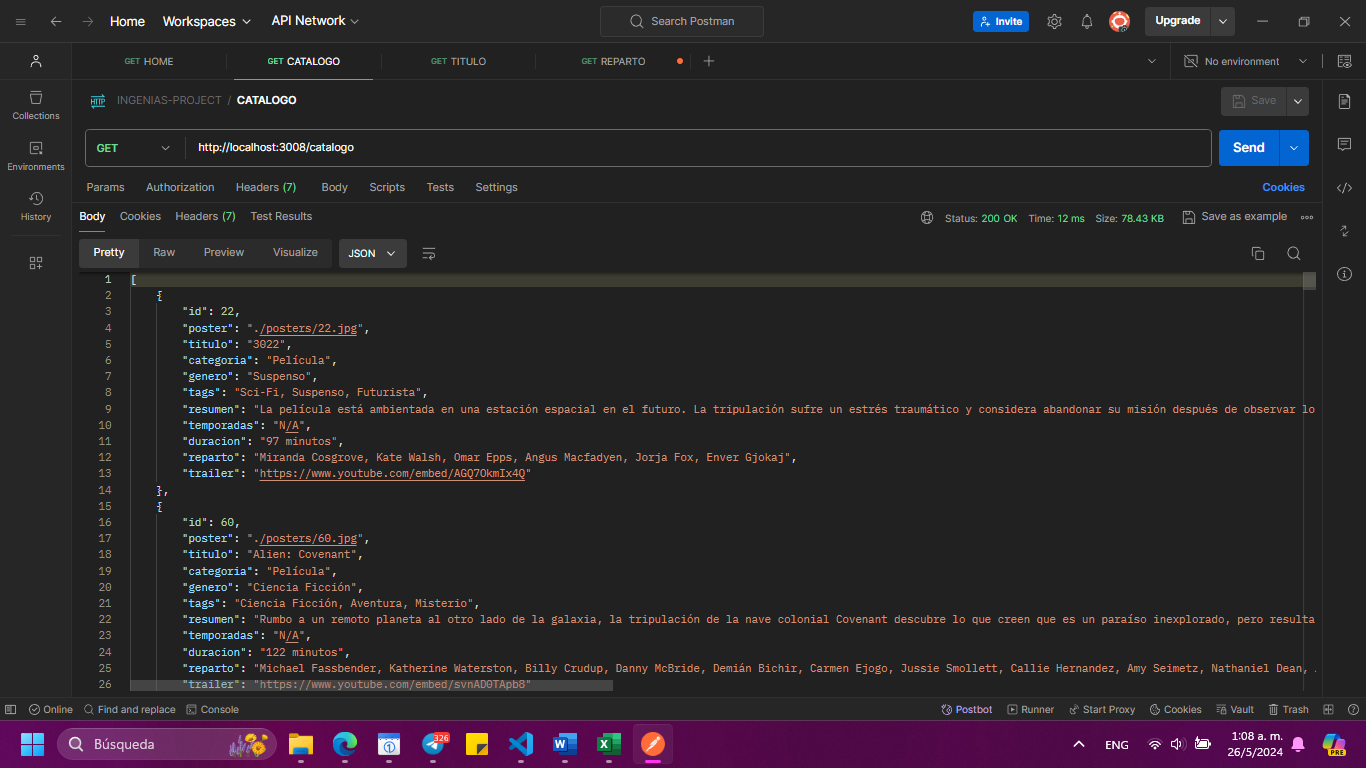 Home Workspaces API Network Search Postman Invite Upgrade
GET HOME GET CATALOGO GET TITULO GET REPARTO No environment
HTTP INGENIAS-PROJECT / CATALOGO Save
GET http://localhost:3008/catalogo Send
Params Authorization Headers (7) Body Scripts Tests Settings Cookies
Body Cookies Headers (7) Test Results Status: 200 OK Time: 12 ms Size: 78.43 KB Save as example
Pretty Raw Preview Visualize JSON
Collections
Environments
History
1 [
2 {
3 "id": 22,
4 "poster": "./posters/22.jpg",
5 "titulo": "3022",
6 "categoria": "Película",
7 "genero": "Suspenso",
8 "tags": "Sci-Fi, Suspenso, Futurista",
9 "resumen": "La película está ambientada en una estación espacial en el futuro. La tripulación sufre un estrés traumático y considera abandonar su misión después de observar lo
10 "temporadas": "N/A",
11 "duracion": "97 minutos",
12 "reparto": "Miranda Cosgrove, Kate Walsh, Omar Epps, Angus Macfadyen, Jorja Fox, Enver Gjokaj",
13 "trailer": "https://www.youtube.com/embed/AGQ7OkmIx4Q"
14 },
15 {
16 "id": 60,
17 "poster": "./posters/60.jpg",
18 "titulo": "Alien: Covenant",
19 "categoria": "Película",
20 "genero": "Ciencia Ficción",
21 "tags": "Ciencia Ficción, Aventura, Misterio",
22 "resumen": "Rumbo a un remoto planeta al otro lado de la galaxia, la tripulación de la nave colonial Covenant descubre lo que creen que es un paraíso inexplorado, pero resulta
23 "temporadas": "N/A",
24 "duracion": "122 minutos",
25 "reparto": "Michael Fassbender, Katherine Waterston, Billy Crudup, Danny McBride, Demián Bichir, Carmen Ejogo, Jussie Smollett, Callie Hernandez, Amy Seimetz, Nathaniel Dean,
26 "trailer": "https://www.youtube.com/embed/svnAD0TApb8"
Online Find and replace Console Postbot Runner Start Proxy Cookies Vault Trash
Búsqueda 1 326 ENG 1:08 a. m.
26/5/2024 PRE